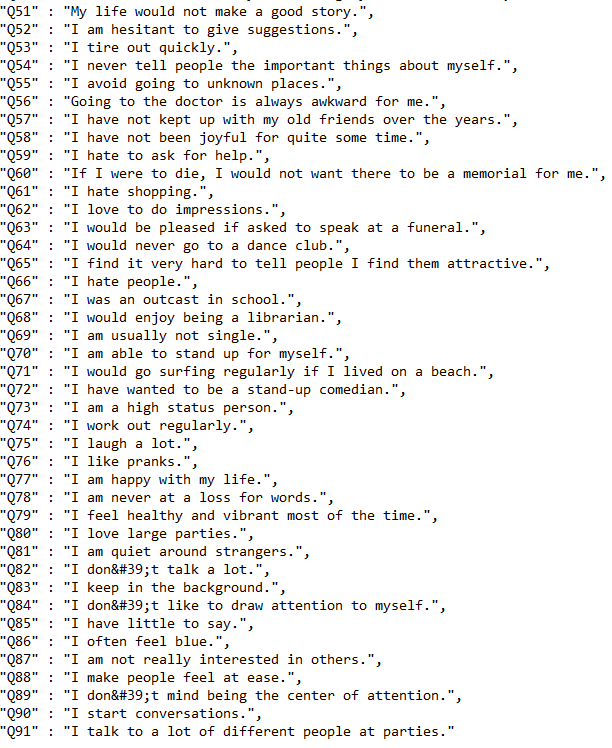 "Q51" : "My life would not make a good story.",
"Q52" : "I am hesitant to give suggestions.",
"Q53" : "I tire out quickly.",
"Q54" : "I never tell people the important things about myself.",
"Q55" : "I avoid going to unknown places.",
"Q56" : "Going to the doctor is always awkward for me.",
"Q57" : "I have not kept up with my old friends over the years.",
"Q58" : "I have not been joyful for quite some time.",
"Q59" : "I hate to ask for help.",
"Q60" : "If I were to die, I would not want there to be a memorial for me.",
"Q61" : "I hate shopping.",
"Q62" : "I love to do impressions.",
"Q63" : "I would be pleased if asked to speak at a funeral.",
"Q64" : "I would never go to a dance club.",
"Q65" : "I find it very hard to tell people I find them attractive.",
"Q66" : "I hate people.",
"Q67" : "I was an outcast in school.",
"Q68" : "I would enjoy being a librarian.",
"Q69" : "I am usually not single.",
"Q70" : "I am able to stand up for myself.",
"Q71" : "I would go surfing regularly if I lived on a beach.",
"Q72" : "I have wanted to be a stand-up comedian.",
"Q73" : "I am a high status person.",
"Q74" : "I work out regularly.",
"Q75" : "I laugh a lot.",
"Q76" : "I like pranks.",
"Q77" : "I am happy with my life.",
"Q78" : "I am never at a loss for words.",
"Q79" : "I feel healthy and vibrant most of the time.",
"Q80" : "I love large parties.",
"Q81" : "I am quiet around strangers.",
"Q82" : "I don&#39;t talk a lot.",
"Q83" : "I keep in the background.",
"Q84" : "I don&#39;t like to draw attention to myself.",
"Q85" : "I have little to say.",
"Q86" : "I often feel blue.",
"Q87" : "I am not really interested in others.",
"Q88" : "I make people feel at ease.",
"Q89" : "I don&#39;t mind being the center of attention.",
"Q90" : "I start conversations.",
"Q91" : "I talk to a lot of different people at parties."